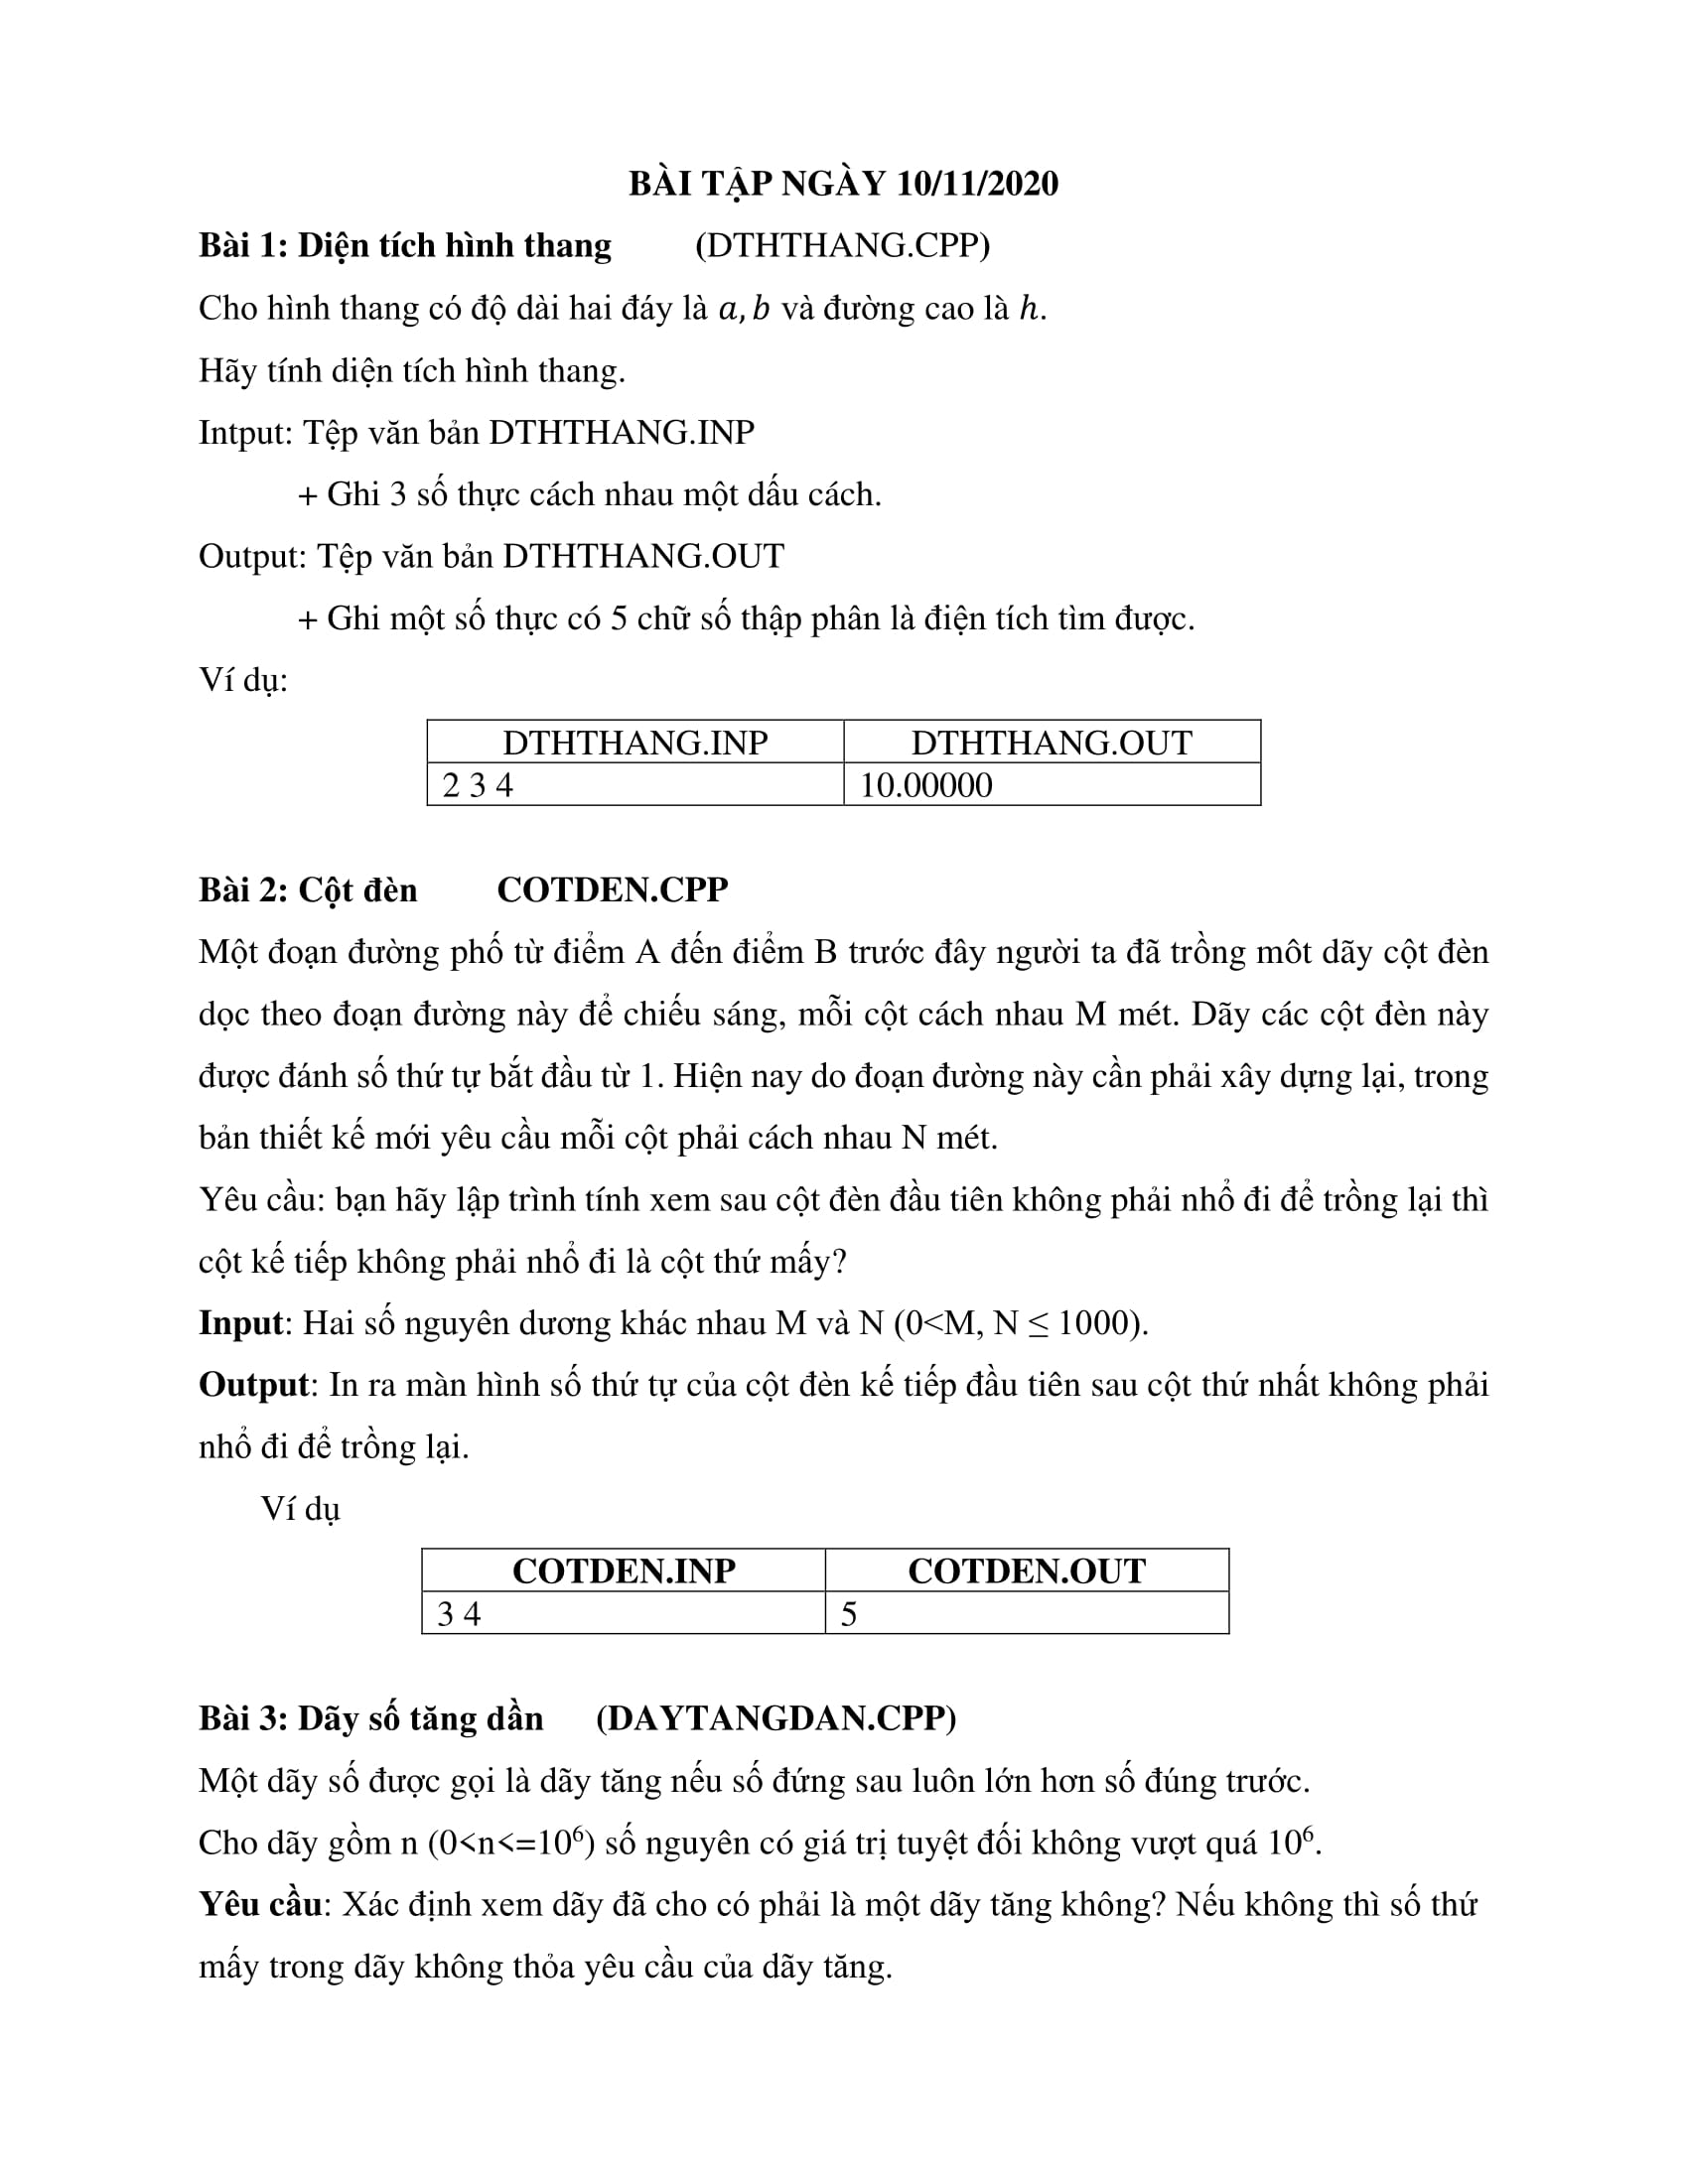 BÀI TẬP NGÀY 10/11/2020
Bài 1: Diện tích hình thang (DTHTHANG.CPP)
Cho hình thang có độ dài hai đáy là a, b và đường cao là h.
Hãy tính diện tích hình thang.
Intput: Tệp văn bản DTHTHANG.INP
+ Ghi 3 số thực cách nhau một dấu cách.
Output: Tệp văn bản DTHTHANG.OUT
+ Ghi một số thực có 5 chữ số thập phân là điện tích tìm được.
Ví dụ:
DTHTHANG.INP DTHTHANG.OUT
2 3 4 10.00000
Bài 2: Cột đèn COTDEN.CPP
Một đoạn đường phố từ điểm A đến điểm B trước đây người ta đã trồng môt dãy cột đèn
dọc theo đoạn đường này để chiếu sáng, mỗi cột cách nhau M mét. Dãy các cột đèn này
được đánh số thứ tự bắt đầu từ 1. Hiện nay do đoạn đường này cần phải xây dựng lại, trong
bản thiết kế mới yêu cầu mỗi cột phải cách nhau N mét.
Yêu cầu: bạn hãy lập trình tính xem sau cột đèn đầu tiên không phải nhổ đi để trồng lại thì
cột kế tiếp không phải nhổ đi là cột thứ mấy?
Input: Hai số nguyên dương khác nhau M và N (0<M, N ≤ 1000).
Output: In ra màn hình số thứ tự của cột đèn kế tiếp đầu tiên sau cột thứ nhất không phải
nhổ đi để trồng lại.
Ví dụ
COTDEN.INP COTDEN.OUT
3 4 5
Bài 3: Dãy số tăng dần (DAYTANGDAN.CPP)
Một dãy số được gọi là dãy tăng nếu số đứng sau luôn lớn hơn số đúng trước.
Cho dãy gồm n (0<n<=10⁶) số nguyên có giá trị tuyệt đối không vượt quá 10⁶.
Yêu cầu: Xác định xem dãy đã cho có phải là một dãy tăng không? Nếu không thì số thứ
mấy trong dãy không thỏa yêu cầu của dãy tăng.